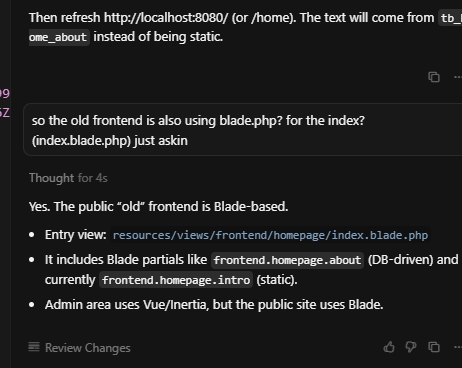 Then refresh http://localhost:8080/ (or /home). The text will come from
ome_about instead of being static.
so the old frontend is also using blade.php? for the index?
(index.blade.php) just askin
Thought for 4s
Yes. The public “old” frontend is Blade-based.
• Entry view: resources/views/frontend/homepage/index.blade.php
• It includes Blade partials like frontend.homepage.about (DB-driven) and
currently frontend.homepage.intro (static).
• Admin area uses Vue/Inertia, but the public site uses Blade.
Review Changes